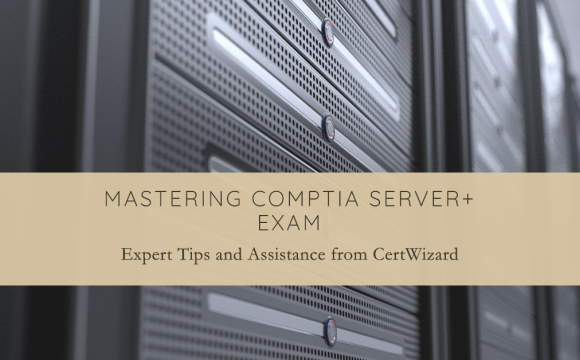 MASTERING COMPTIA SERVER+
EXAM
Expert Tips and Assistance from CertWizard